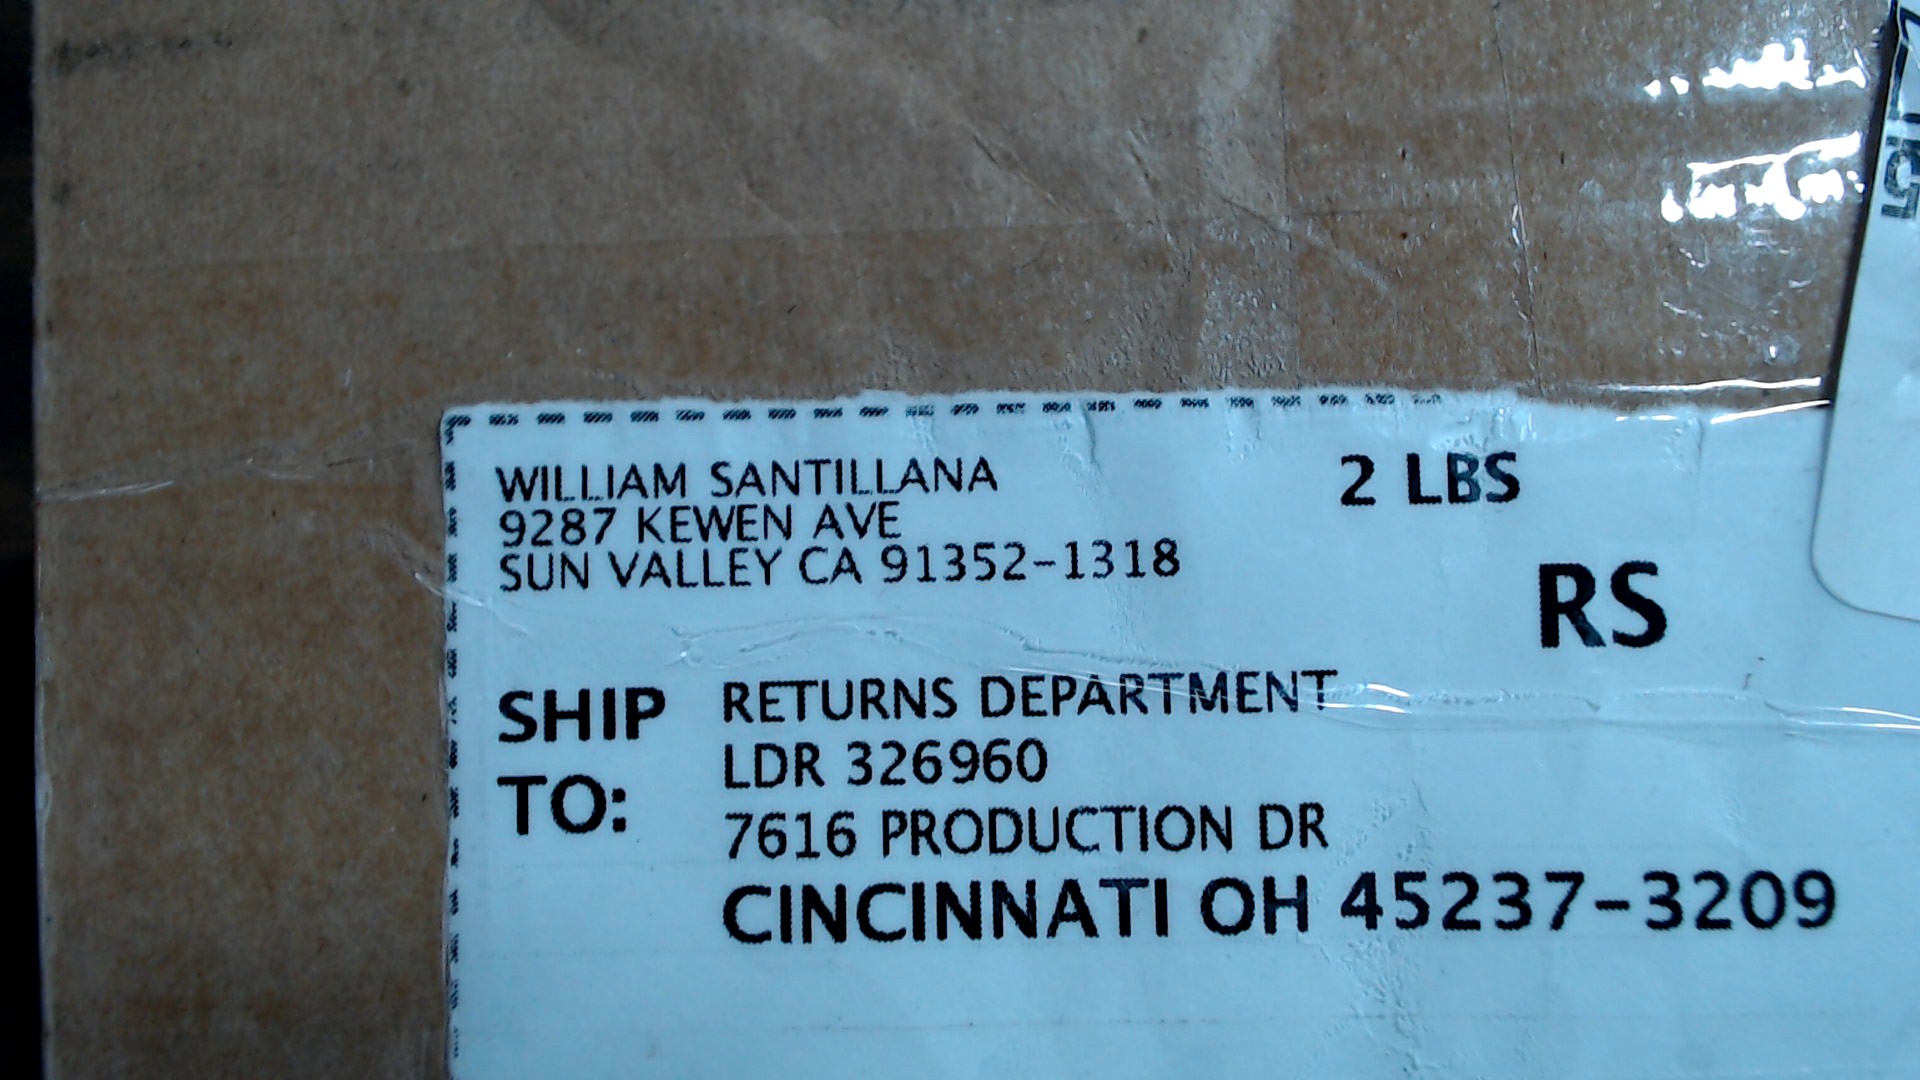 WILLIAM SANTILLANA
9287 KEWEN AVE
SUN VALLEY CA 91352-1318
2 LBS
RS
SHIP
TO:
RETURNS DEPARTMENT
LDR 326960
7616 PRODUCTION DR
CINCINNATI OH 45237-3209